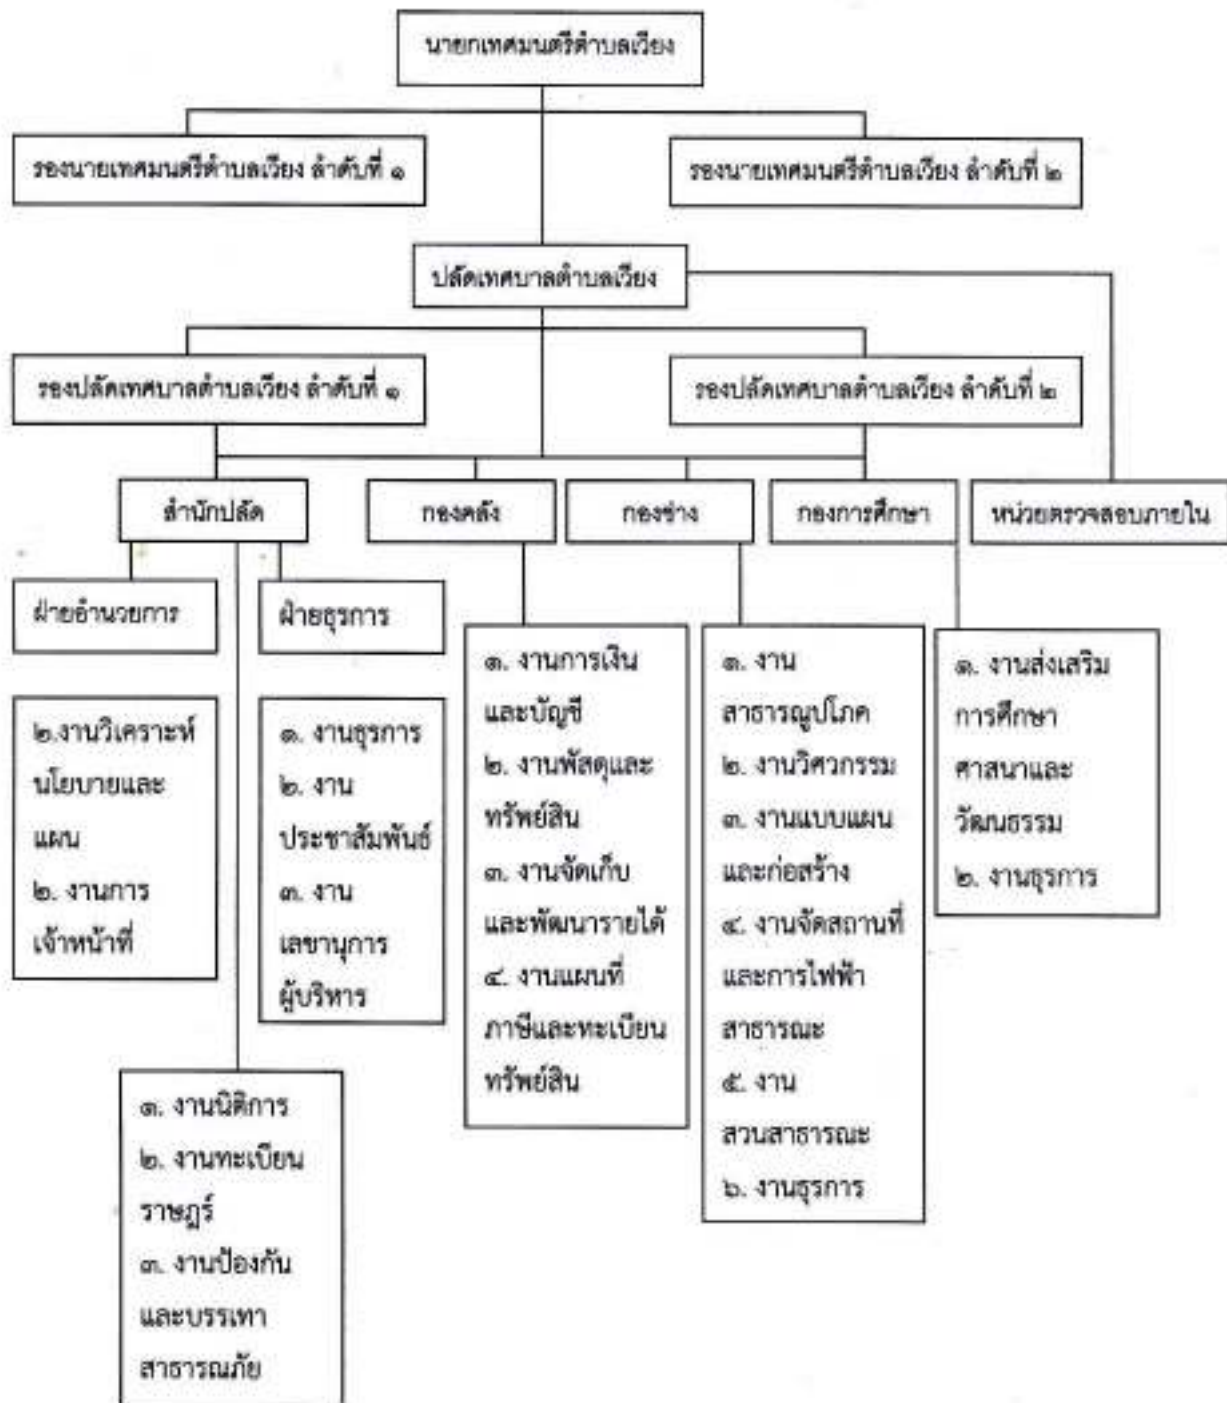 นายกเทศมนตรีตำบลเวียง
รองนายเทศมนตรีตำบลเวียง ลำดับที่ ๑
รองนายเทศมนตรีตำบลเวียง ลำดับที่ ๒
ปลัดเทศบาลตำบลเวียง
รองปลัดเทศบาลตำบลเวียง ลำดับที่ ๑
รองปลัดเทศบาลตำบลเวียง ลำดับที่ ๒
สำนักปลัด
กองคลัง
กองช่าง
กองการศึกษา
หน่วยตรวจสอบภายใน
ฝ่ายอำนวยการ
ฝ่ายธุรการ
๒.งานวิเคราะห์
นโยบายและ
แผน
๒. งานการ
เจ้าหน้าที่
๑. งานธุรการ
๒. งาน
ประชาสัมพันธ์
๓. งาน
เลขานุการ
ผู้บริหาร
๑. งานการเงิน
และบัญชี
๒. งานพัสดุและ
ทรัพย์สิน
๓. งานจัดเก็บ
และพัฒนารายได้
๔. งานแผนที่
ภาษีและทะเบียน
ทรัพย์สิน
๑. งาน
สาธารณูปโภค
๒. งานวิศวกรรม
๓. งานแบบแผน
และก่อสร้าง
๔. งานจัดสถานที่
และการไฟฟ้า
สาธารณะ
๕. งาน
สวนสาธารณะ
๖. งานธุรการ
๑. งานส่งเสริม
การศึกษา
ศาสนาและ
วัฒนธรรม
๒. งานธุรการ
๑. งานนิติการ
๒. งานทะเบียน
ราษฎร์
๓. งานป้องกัน
และบรรเทา
สาธารณภัย